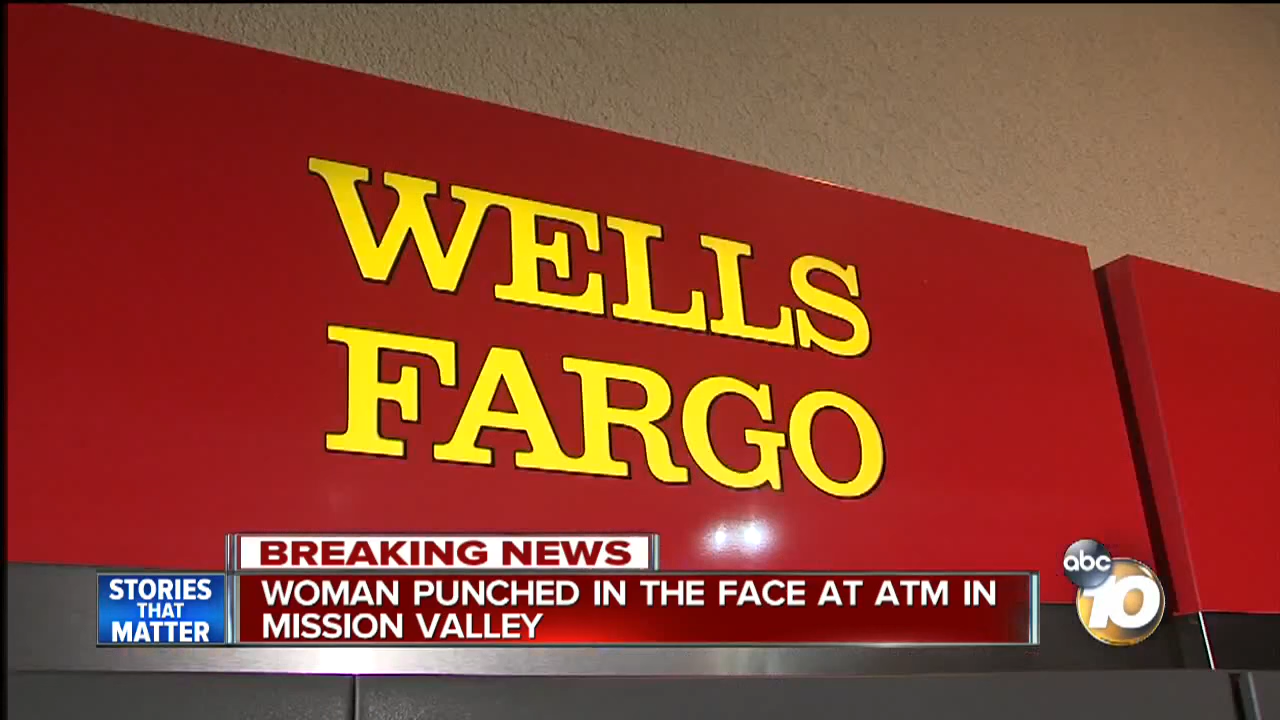 WELLS
FARGO
BREAKING NEWS
STORIES
THAT
MATTER
WOMAN PUNCHED IN THE FACE AT ATM IN
MISSION VALLEY
abc
10